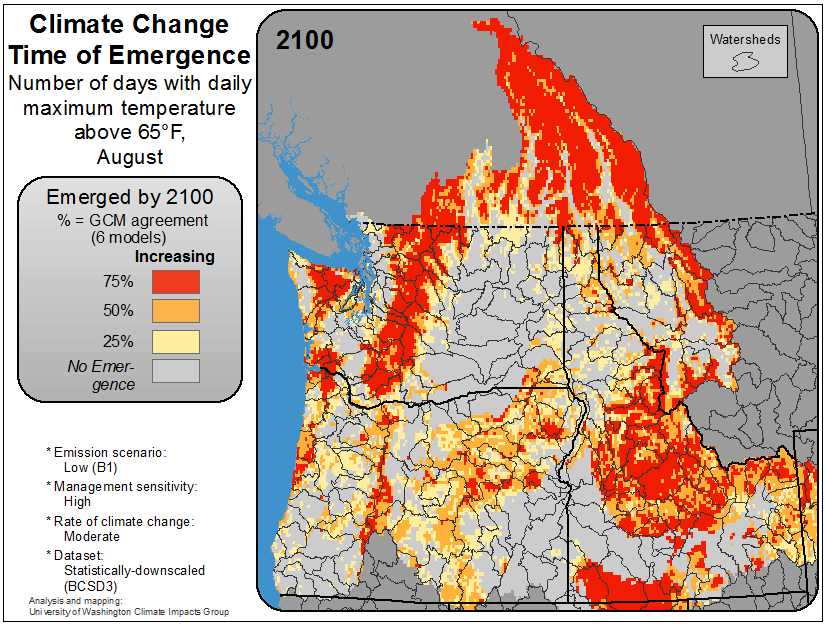 Climate Change
Time of Emergence
Number of days with daily
maximum temperature
above 65°F,
August
2100
Watersheds
Emerged by 2100
% = GCM agreement
(6 models)
Increasing
75%
50%
25%
No Emer-
gence
* Emission scenario:
Low (B1)
* Management sensitivity:
High
* Rate of climate change:
Moderate
* Dataset:
Statistically-downscaled
(BCSD3)
Analysis and mapping:
University of Washington Climate Impacts Group